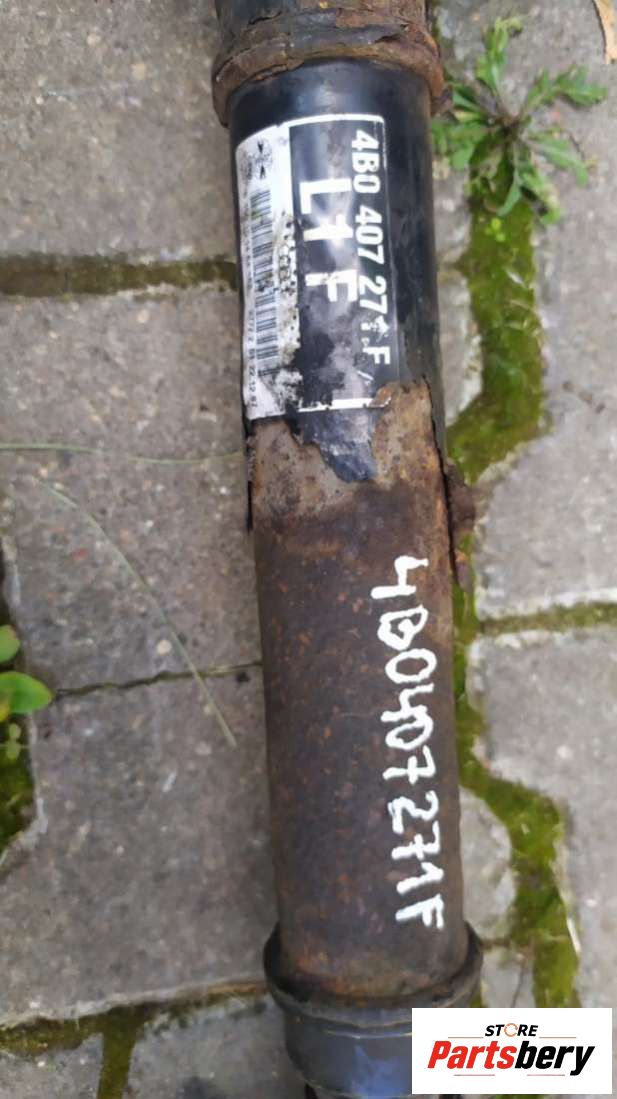 4B0 407 271 F
L1F
4B0407271F
STORE
Partsbery